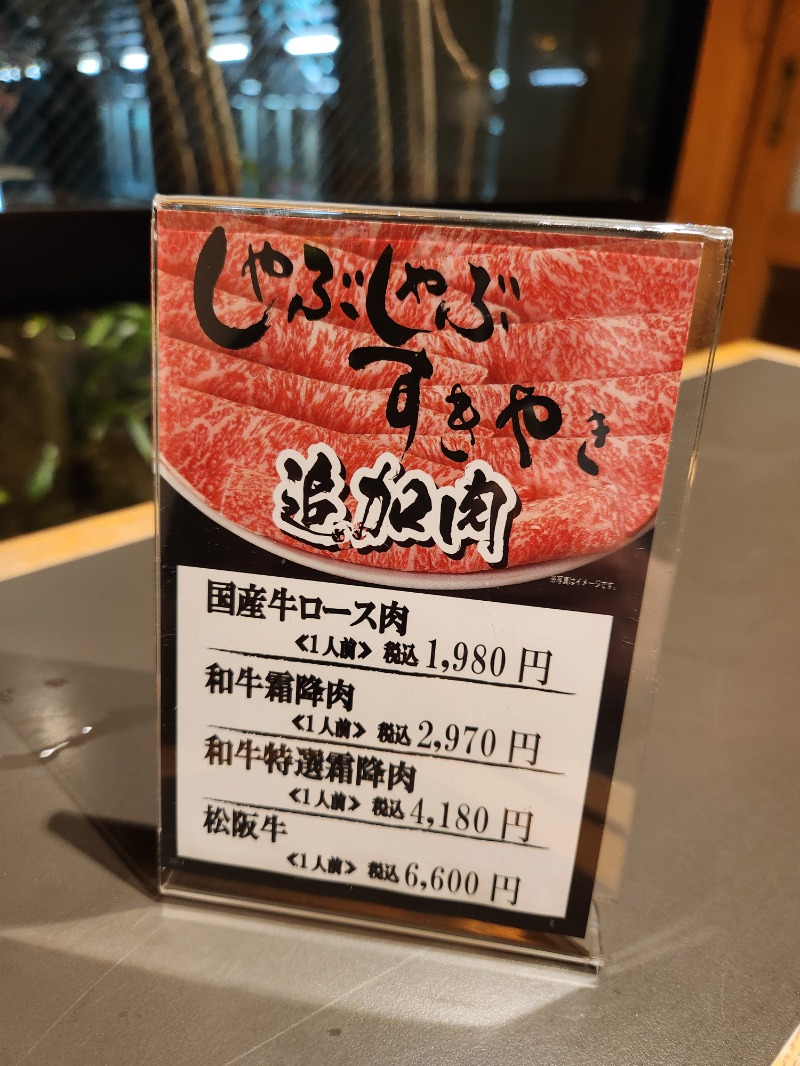 しゃぶしゃぶ
すきやき
追加肉
※写真はイメージです。
国産牛ロース肉
≪1人前≫ 税込 1,980 円
和牛霜降肉
≪1人前≫ 税込 2,970 円
和牛特選霜降肉
≪1人前≫ 税込 4,180 円
松阪牛
≪1人前≫ 税込 6,600 円